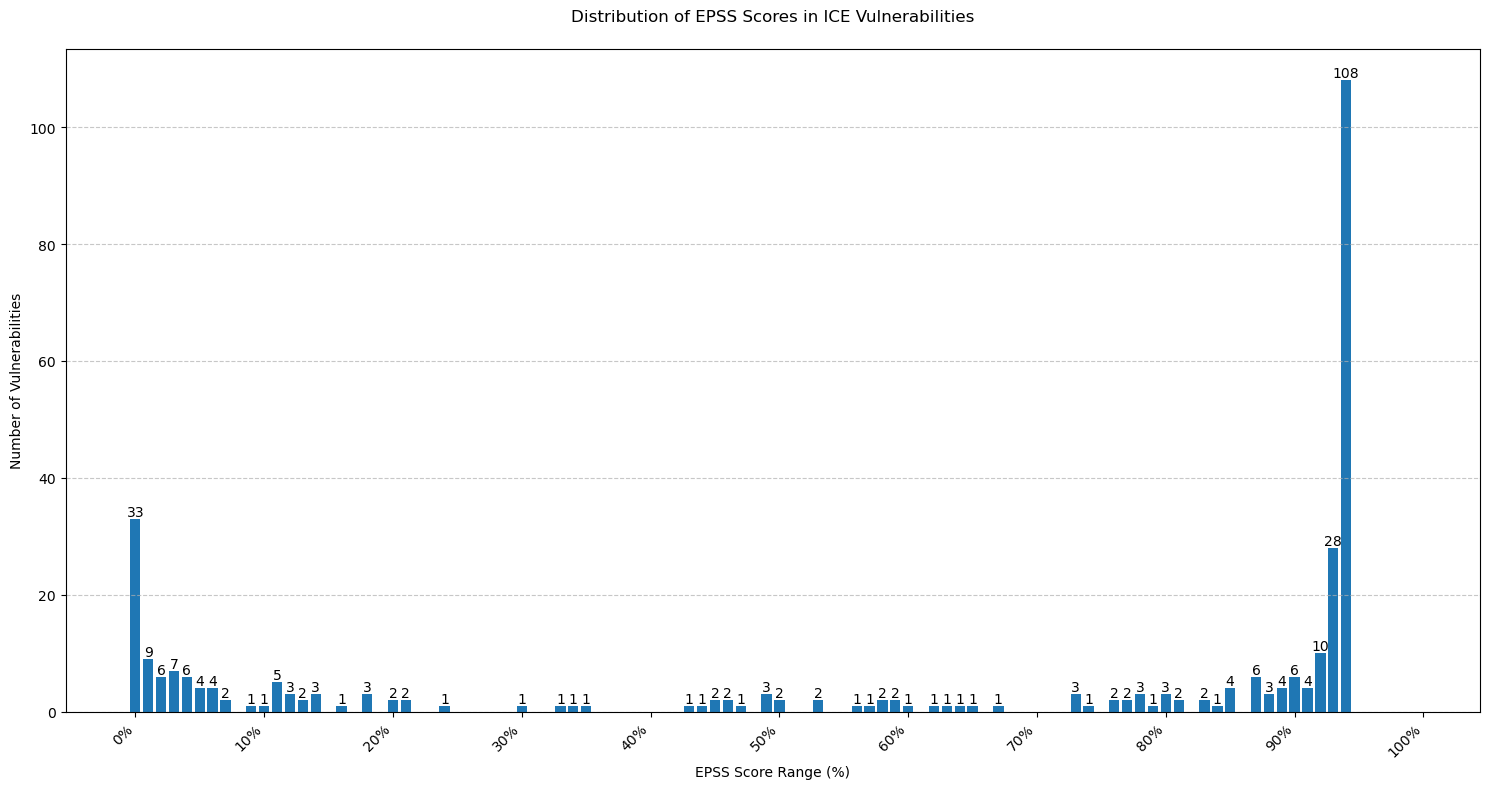 Distribution of EPSS Scores in ICE Vulnerabilities
108
100
80
60
40
33
28
20
9 6 7 6 4 4 2 1 1 5 3 2 3 1 3 2 2 1 1 1 1 1 1 1 2 2 1 3 2 2 1 1 2 2 1 1 1 1 1 1 3 1 2 2 3 1 3 2 2 1 4 6 3 4 6 4 10
0
0% 10% 20% 30% 40% 50% 60% 70% 80% 90% 100%
Number of Vulnerabilities
EPSS Score Range (%)